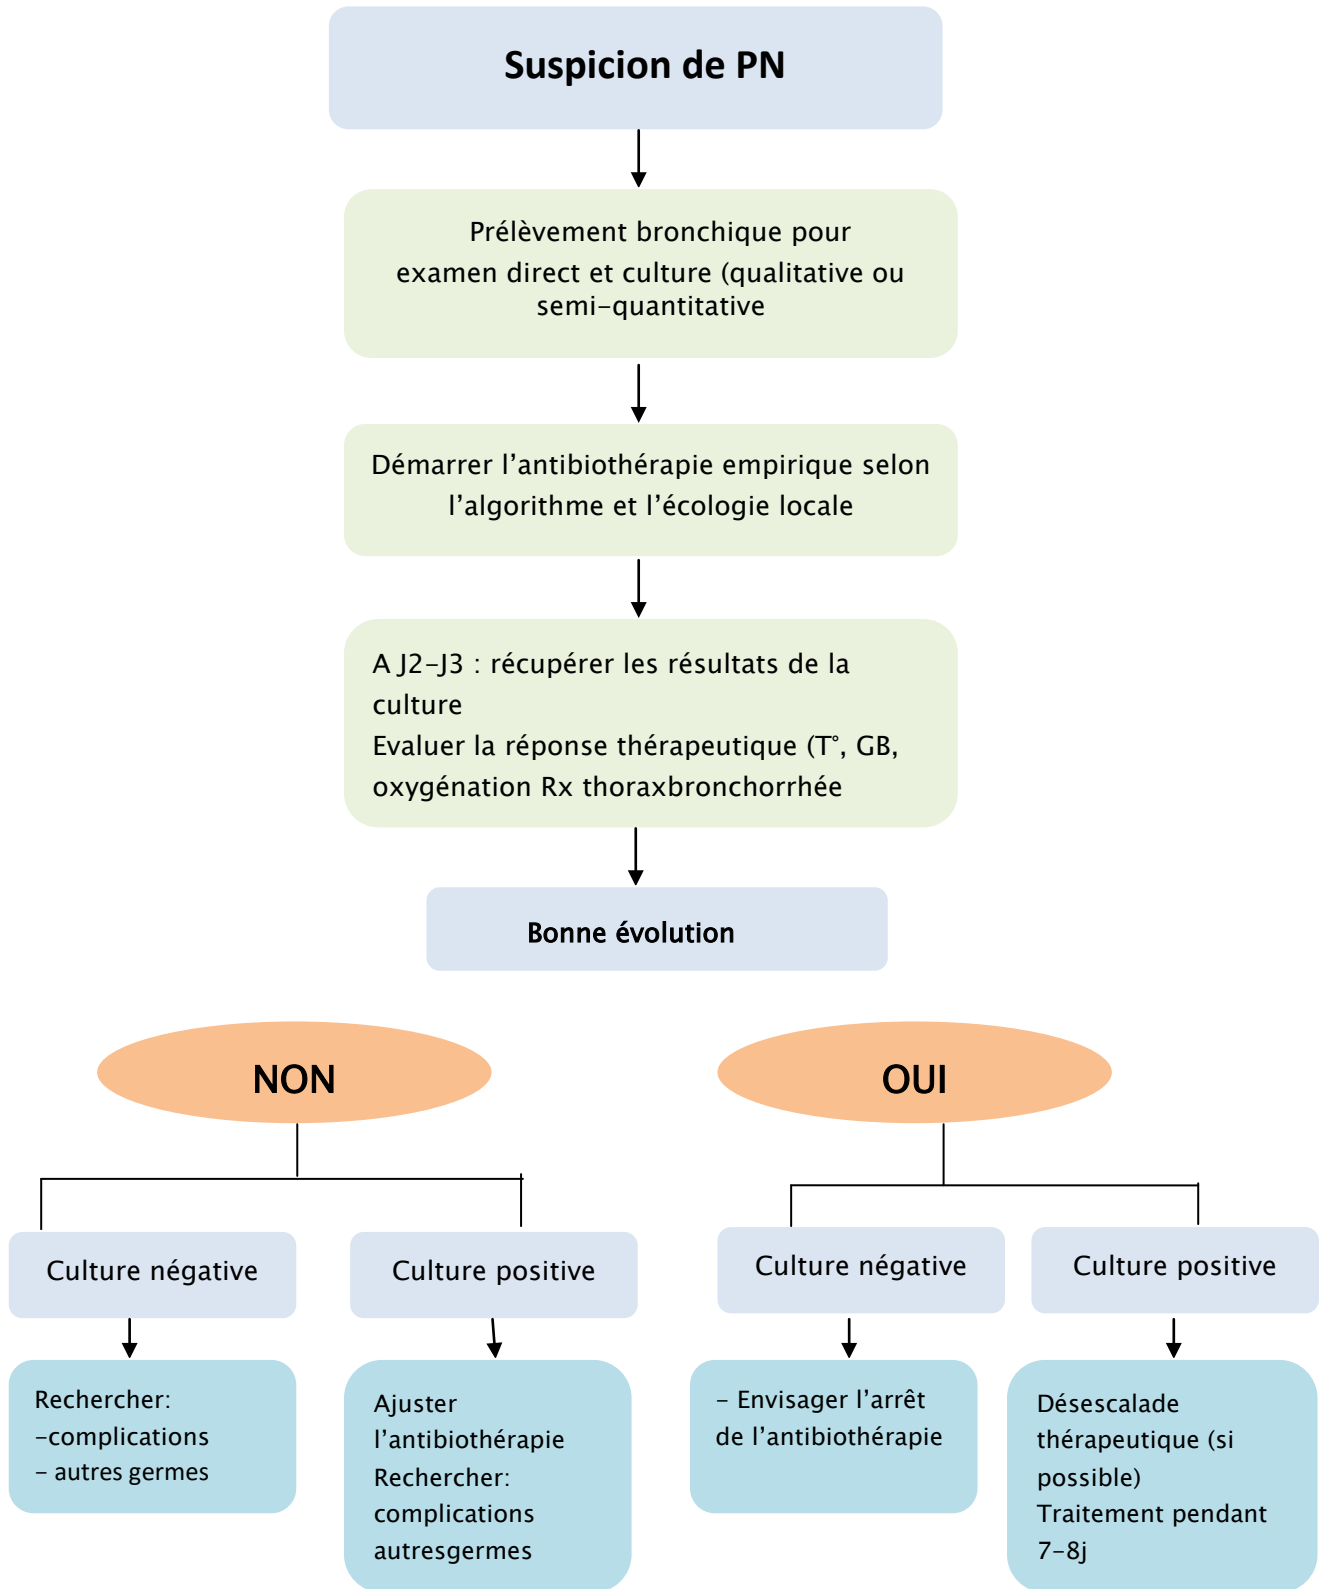 Suspicion de PN
Prélèvement bronchique pour
examen direct et culture (qualitative ou
semi-quantitative
Démarrer l’antibiothérapie empirique selon
l’algorithme et l’écologie locale
A J2-J3 : récupérer les résultats de la
culture
Evaluer la réponse thérapeutique (T°, GB,
oxygénation Rx thoraxbronchorrhée
Bonne évolution
NON
OUI
Culture négative
Culture positive
Culture négative
Culture positive
Rechercher:
-complications
- autres germes
Ajuster
l’antibiothérapie
Rechercher:
complications
autresgermes
- Envisager l’arrêt
de l’antibiothérapie
Désescalade
thérapeutique (si
possible)
Traitement pendant
7-8j